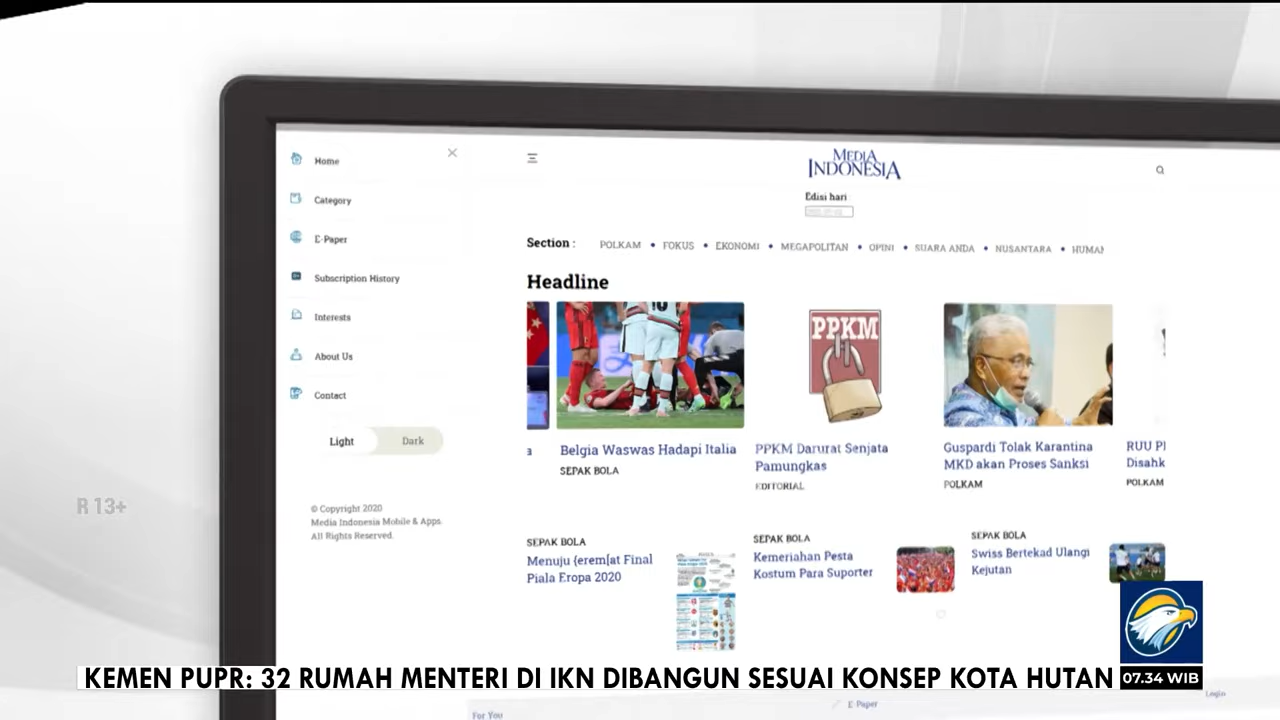 Home
Category
E-Paper
Subscription History
Interests
About Us
Contact
Light Dark
© Copyright 2020
Media Indonesia Mobile & Apps.
All Rights Reserved.
MEDIA
INDONESIA
Edisi hari
Section : POLKAM • FOKUS • EKONOMI • MEGAPOLITAN • OPINI • SUARA ANDA • NUSANTARA • HUMAN
Headline
PPKM
a
Belgia Waswas Hadapi Italia
SEPAK BOLA
PPKM Darurat Senjata
Pamungkas
EDITORIAL
Guspardi Tolak Karantina
MKD akan Proses Sanksi
POLKAM
RUU P
Disahk
POLKAM
SEPAK BOLA
Menuju {erem[at Final
Piala Eropa 2020
SEPAK BOLA
Kemeriahan Pesta
Kostum Para Suporter
SEPAK BOLA
Swiss Bertekad Ulangi
Kejutan
R 13+
KEMEN PUPR: 32 RUMAH MENTERI DI IKN DIBANGUN SESUAI KONSEP KOTA HUTAN
07.34 WIB
Login
E Paper
For You